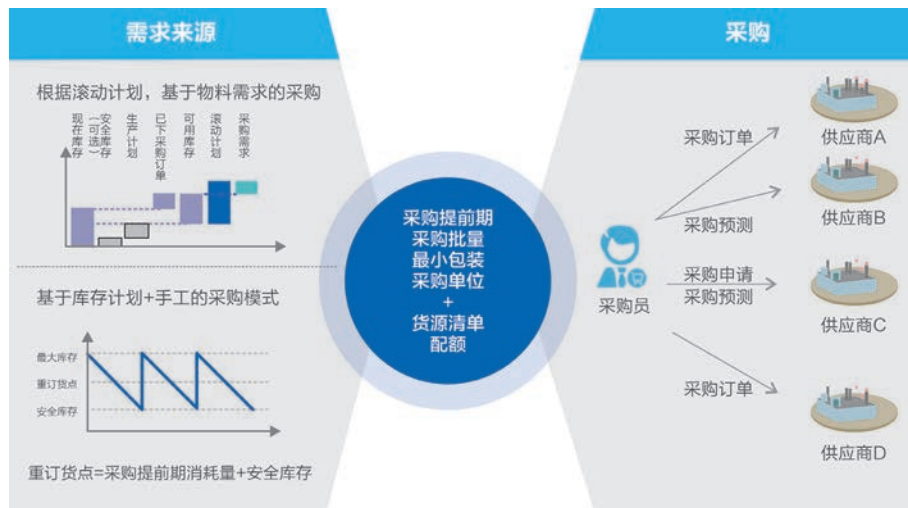 需求来源
根据滚动计划，基于物料需求的采购
现在库存
（可选）
安全库存
生产计划
已下采购订单
可用库存
滚动计划
采购需求
基于库存计划+手工的采购模式
最大库存
重订货点
安全库存
重订货点=采购提前期消耗量+安全库存
采购提前期
采购批量
最小包装
采购单位
+
货源清单
配额
采购
采购员
采购订单
供应商A
采购预测
供应商B
采购申请
采购预测
供应商C
采购订单
供应商D